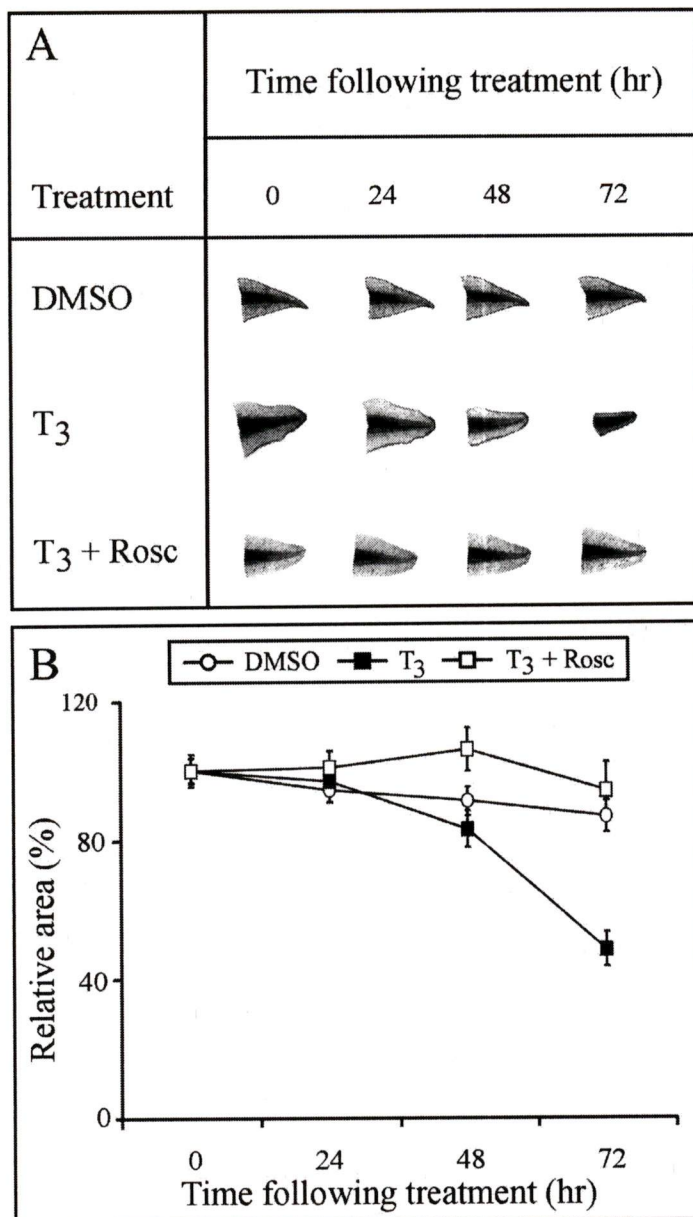 A
Time following treatment (hr)
Treatment 0 24 48 72
DMSO
T3
T3 + Rosc
B
DMSO T3 T3 + Rosc
120
80
40
0
Relative area (%)
0 24 48 72
Time following treatment (hr)